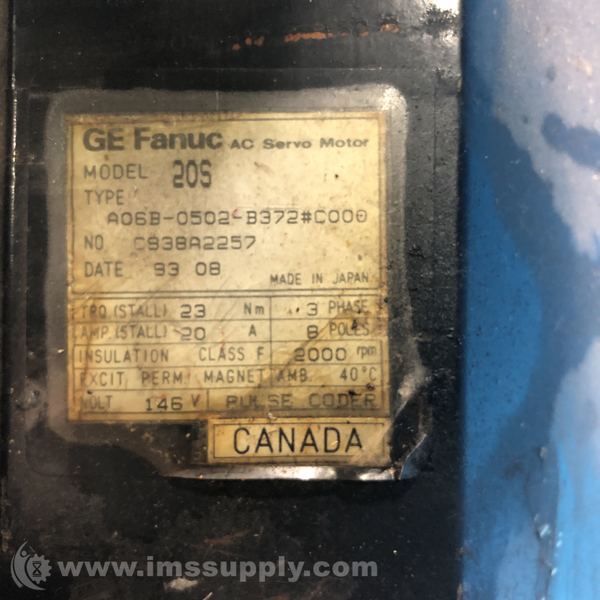 GE Fanuc AC Servo Motor
MODEL 20S
TYPE
A06B-0502-B372#C000
NO. C938A2257
DATE 93 08
MADE IN JAPAN
TRQ (STALL) 23 Nm 3 PHASE
AMP (STALL) 20 A 8 POLES
INSULATION CLASS F 2000 rpm
EXCIT. PERM. MAGNET AMB. 40°C
VOLT 146 V PULSE CODER
CANADA
www.imssupply.com